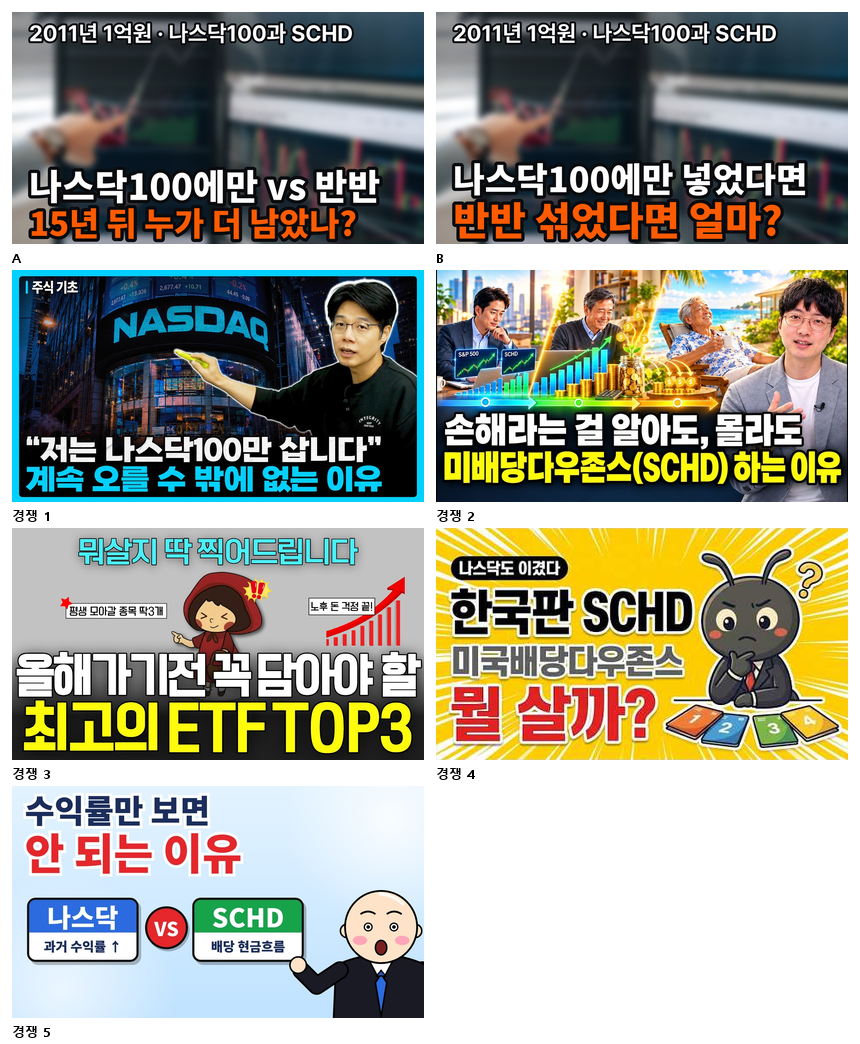 2011년 1억원 · 나스닥100과 SCHD
나스닥100에만 vs 반반
15년 뒤 누가 더 남았나?
A
2011년 1억원 · 나스닥100과 SCHD
나스닥100에만 넣었다면
반반 섞었다면 얼마?
B
주식 기초
NASDAQ
INTEGRITY
“저는 나스닥100만 삽니다”
계속 오를 수 밖에 없는 이유
경쟁 1
S&P 500
SCHD
손해라는 걸 알아도, 몰라도
미배당다우존스(SCHD) 하는 이유
경쟁 2
뭐살지 딱 찍어드립니다
평생 모아갈 종목 딱3개
노후 돈 걱정 끝!
올해가기전 꼭 담아야 할
최고의 ETF TOP3
경쟁 3
나스닥도 이겼다
한국판 SCHD
미국배당다우존스
뭘 살까?
1 2 3 4
경쟁 4
수익률만 보면
안 되는 이유
나스닥 VS SCHD
과거 수익률 ↑ 배당 현금흐름
경쟁 5